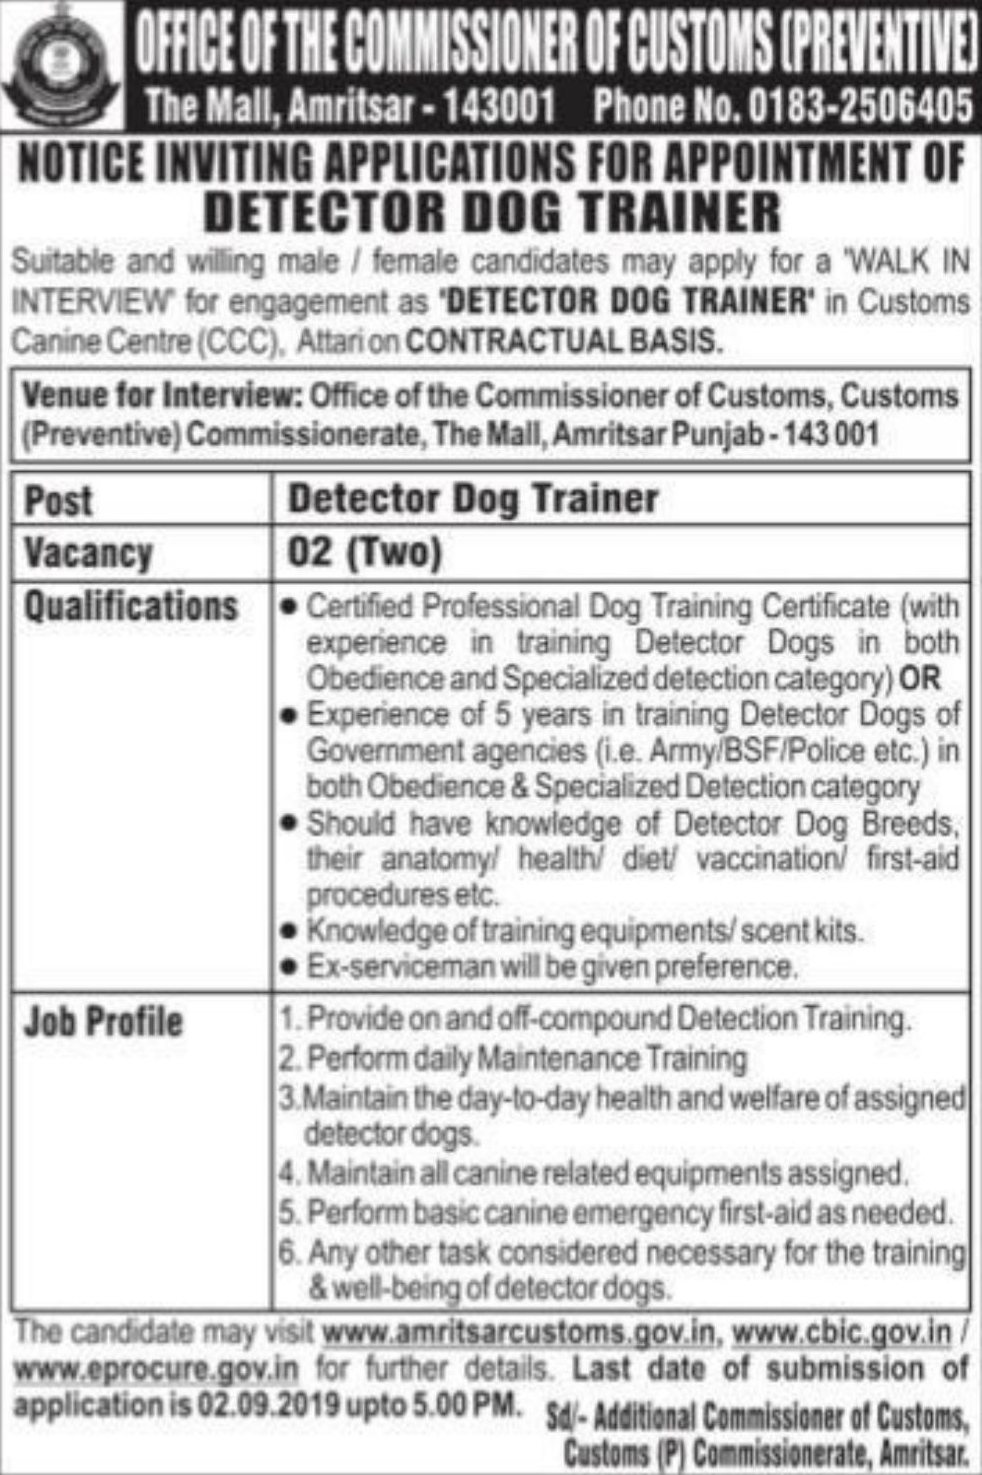 OFFICE OF THE COMMISSIONER OF CUSTOMS (PREVENTIVE)
The Mall, Amritsar - 143001 Phone No. 0183-2506405
NOTICE INVITING APPLICATIONS FOR APPOINTMENT OF
DETECTOR DOG TRAINER
Suitable and willing male / female candidates may apply for a 'WALK IN
INTERVIEW' for engagement as 'DETECTOR DOG TRAINER' in Customs
Canine Centre (CCC), Attari on CONTRACTUAL BASIS.
Venue for Interview: Office of the Commissioner of Customs, Customs
(Preventive) Commissionerate, The Mall, Amritsar Punjab - 143 001
Post Detector Dog Trainer
Vacancy 02 (Two)
Qualifications ● Certified Professional Dog Training Certificate (with
experience in training Detector Dogs in both
Obedience and Specialized detection category) OR
● Experience of 5 years in training Detector Dogs of
Government agencies (i.e. Army/BSF/Police etc.) in
both Obedience & Specialized Detection category
● Should have knowledge of Detector Dog Breeds,
their anatomy/ health/ diet/ vaccination/ first-aid
procedures etc.
● Knowledge of training equipments/ scent kits.
● Ex-serviceman will be given preference.
Job Profile 1. Provide on and off-compound Detection Training.
2. Perform daily Maintenance Training
3.Maintain the day-to-day health and welfare of assigned
detector dogs.
4. Maintain all canine related equipments assigned.
5. Perform basic canine emergency first-aid as needed.
6. Any other task considered necessary for the training
& well-being of detector dogs.
The candidate may visit www.amritsarcustoms.gov.in, www.cbic.gov.in /
www.eprocure.gov.in for further details. Last date of submission of
application is 02.09.2019 upto 5.00 PM. Sd/- Additional Commissioner of Customs,
Customs (P) Commissionerate, Amritsar.